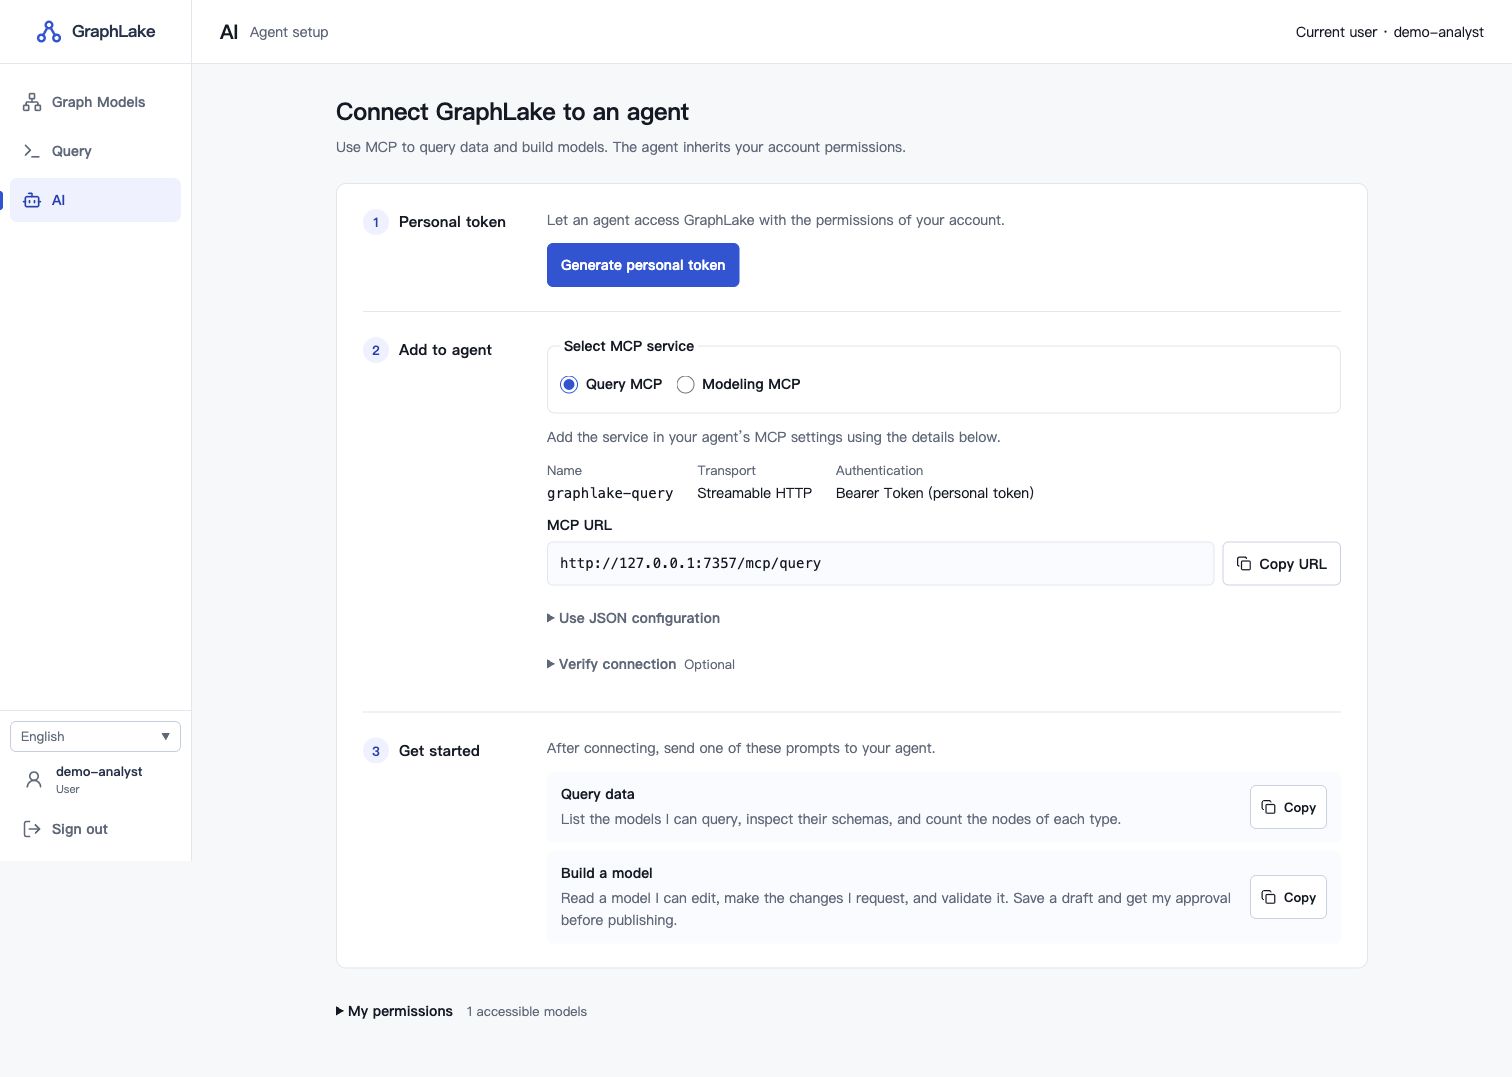 GraphLake
AI Agent setup
Current user · demo-analyst
Graph Models
Query
AI
English
demo-analyst
User
Sign out
Connect GraphLake to an agent
Use MCP to query data and build models. The agent inherits your account permissions.
1 Personal token
Let an agent access GraphLake with the permissions of your account.
Generate personal token
2 Add to agent
Select MCP service
Query MCP Modeling MCP
Add the service in your agent's MCP settings using the details below.
Name Transport Authentication
graphlake-query Streamable HTTP Bearer Token (personal token)
MCP URL
http://127.0.0.1:7357/mcp/query Copy URL
Use JSON configuration
Verify connection Optional
3 Get started
After connecting, send one of these prompts to your agent.
Query data
List the models I can query, inspect their schemas, and count the nodes of each type.
Copy
Build a model
Read a model I can edit, make the changes I request, and validate it. Save a draft and get my approval
before publishing.
Copy
My permissions 1 accessible models